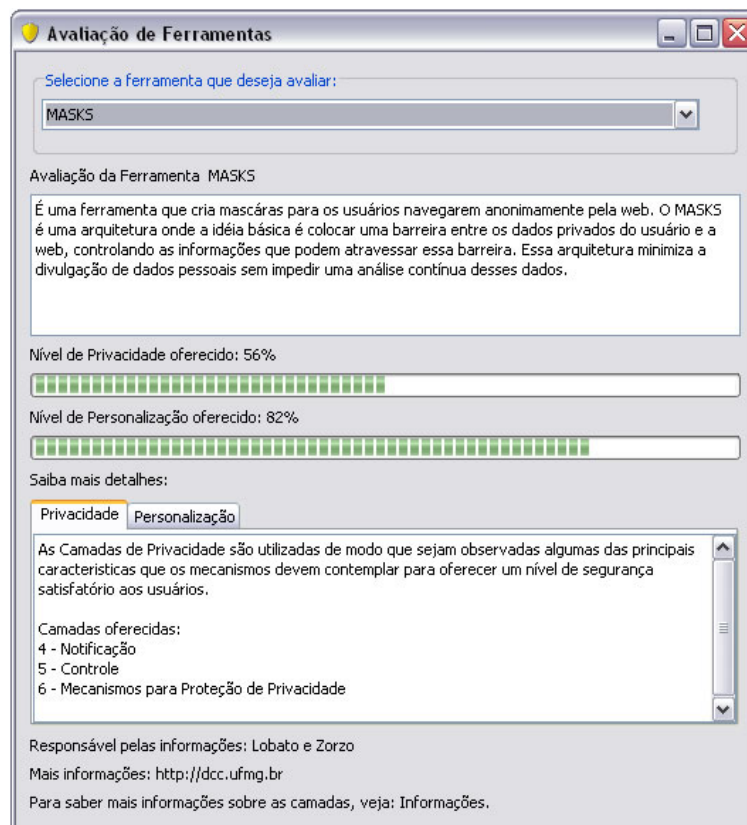 Avaliação de Ferramentas
Selecione a ferramenta que deseja avaliar:
MASKS
Avaliação da Ferramenta MASKS
É uma ferramenta que cria mascáras para os usuários navegarem anonimamente pela web. O MASKS
é uma arquitetura onde a idéia básica é colocar uma barreira entre os dados privados do usuário e a
web, controlando as informações que podem atravessar essa barreira. Essa arquitetura minimiza a
divulgação de dados pessoais sem impedir uma análise contínua desses dados.
Nível de Privacidade oferecido: 56%
Nível de Personalização oferecido: 82%
Saiba mais detalhes:
Privacidade Personalização
As Camadas de Privacidade são utilizadas de modo que sejam observadas algumas das principais
caracteristicas que os mecanismos devem contemplar para oferecer um nível de segurança
satisfatório aos usuários.
Camadas oferecidas:
4 - Notificação
5 - Controle
6 - Mecanismos para Proteção de Privacidade
Responsável pelas informações: Lobato e Zorzo
Mais informações: http://dcc.ufmg.br
Para saber mais informações sobre as camadas, veja: Informações.